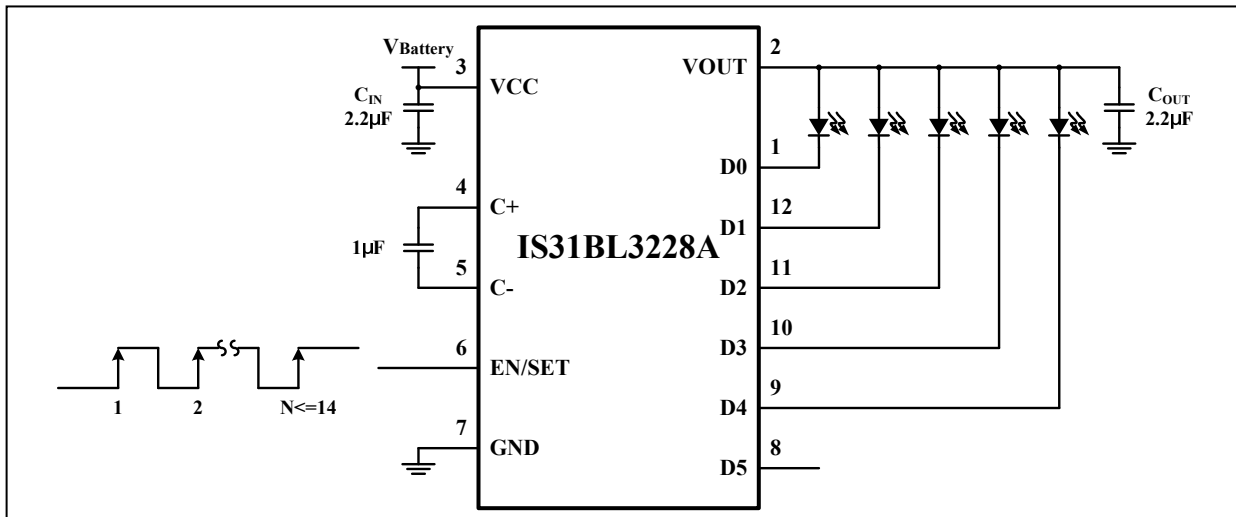 VBattery
3
VCC
CIN
2.2µF
4
C+
1µF
5
C-
6
EN/SET
1
2
N<=14
7
GND
IS31BL3228A
2
VOUT
COUT
2.2µF
1
D0
12
D1
11
D2
10
D3
9
D4
8
D5